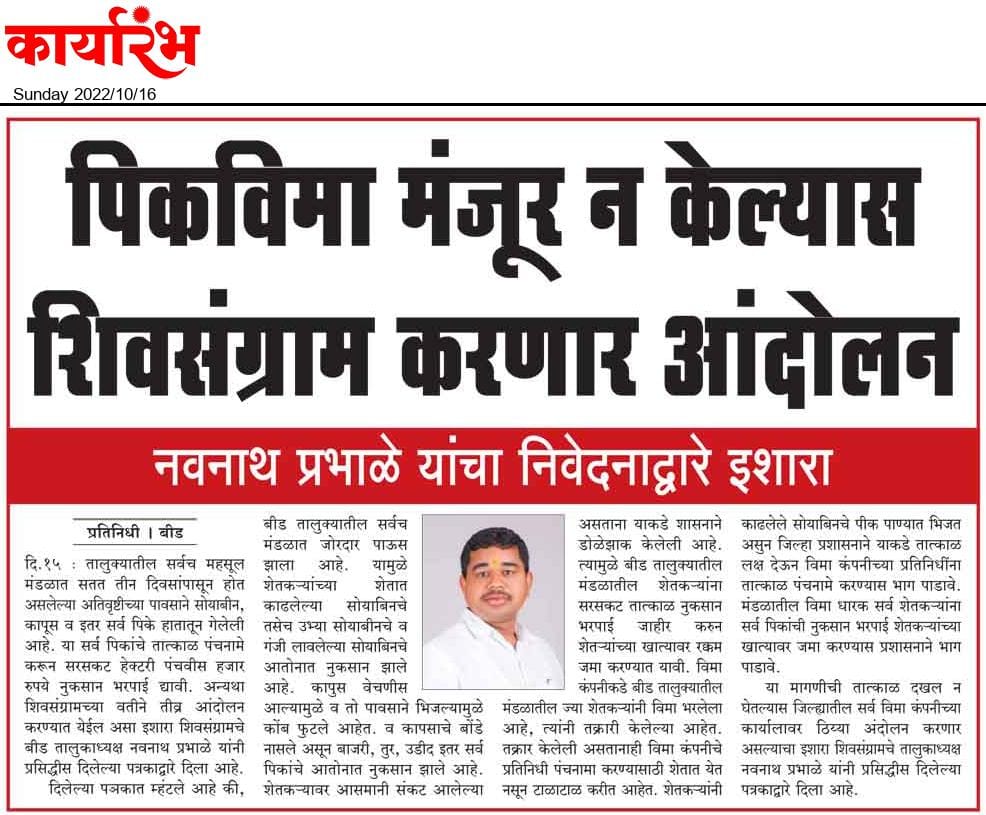 कार्यारंभ
Sunday 2022/10/16
पिकविमा मंजूर न केल्यास
शिवसंग्राम करणार आंदोलन
नवनाथ प्रभाळे यांचा निवेदनाद्वारे इशारा
प्रतिनिधी । बीड
दि.१५ : तालुक्यातील सर्वच महसूल
मंडळात सतत तीन दिवसांपासून होत
असलेल्या अतिवृष्टीच्या पावसाने सोयाबीन,
कापूस व इतर सर्व पिके हातातून गेलेली
आहे. या सर्व पिकांचे तात्काळ पंचनामे
करून सरसकट हेक्टरी पंचवीस हजार
रुपये नुकसान भरपाई द्यावी. अन्यथा
शिवसंग्रामच्या वतीने तीव्र आंदोलन
करण्यात येईल असा इशारा शिवसंग्रामचे
बीड तालुकाध्यक्ष नवनाथ प्रभाळे यांनी
प्रसिद्धीस दिलेल्या पत्रकाद्वारे दिला आहे.
दिलेल्या पञकात म्हंटले आहे की,
बीड तालुक्यातील सर्वच
मंडळात जोरदार पाऊस
झाला आहे. यामुळे
शेतकऱ्यांच्या शेतात
काढलेल्या सोयाबिनचे
तसेच उभ्या सोयाबीनचे व
गंजी लावलेल्या सोयाबिनचे
आतोनात नुकसान झाले
आहे. कापुस वेचणीस
आल्यामुळे व तो पावसाने भिजल्यामुळे
कोंब फुटले आहेत. व कापसाचे बोंडे
नासले असून बाजरी, तुर, उडीद इतर सर्व
पिकांचे आतोनात नुकसान झाले आहे.
शेतकऱ्यावर आसमानी संकट आलेल्या
असताना याकडे शासनाने
डोळेझाक केलेली आहे.
त्यामुळे बीड तालुक्यातील
मंडळातील शेतकऱ्यांना
सरसकट तात्काळ नुकसान
भरपाई जाहीर करुन
शेतऱ्यांच्या खात्यावर रक्कम
जमा करण्यात यावी. विमा
कंपनीकडे बीड तालुक्यातील
मंडळातील ज्या शेतकऱ्यांनी विमा भरलेला
आहे, त्यांनी तक्रारी केलेल्या आहेत.
तक्रार केलेली असतानाही विमा कंपनीचे
प्रतिनिधी पंचनामा करण्यासाठी शेतात येत
नसून टाळाटाळ करीत आहेत. शेतकऱ्यांनी
काढलेले सोयाबिनचे पीक पाण्यात भिजत
असुन जिल्हा प्रशासनाने याकडे तात्काळ
लक्ष देऊन विमा कंपनीच्या प्रतिनिधींना
तात्काळ पंचनामे करण्यास भाग पाडावे.
मंडळातील विमा धारक सर्व शेतकऱ्यांना
सर्व पिकांची नुकसान भरपाई शेतकऱ्यांच्या
खात्यावर जमा करण्यास प्रशासनाने भाग
पाडावे.
या मागणीची तात्काळ दखल न
घेतल्यास जिल्ह्यातील सर्व विमा कंपनीच्या
कार्यालावर ठिय्या अंदोलन करणार
असल्याचा इशारा शिवसंग्रामचे तालुकाध्यक्ष
नवनाथ प्रभाळे यांनी प्रसिद्धीस दिलेल्या
पत्रकाद्वारे दिला आहे.